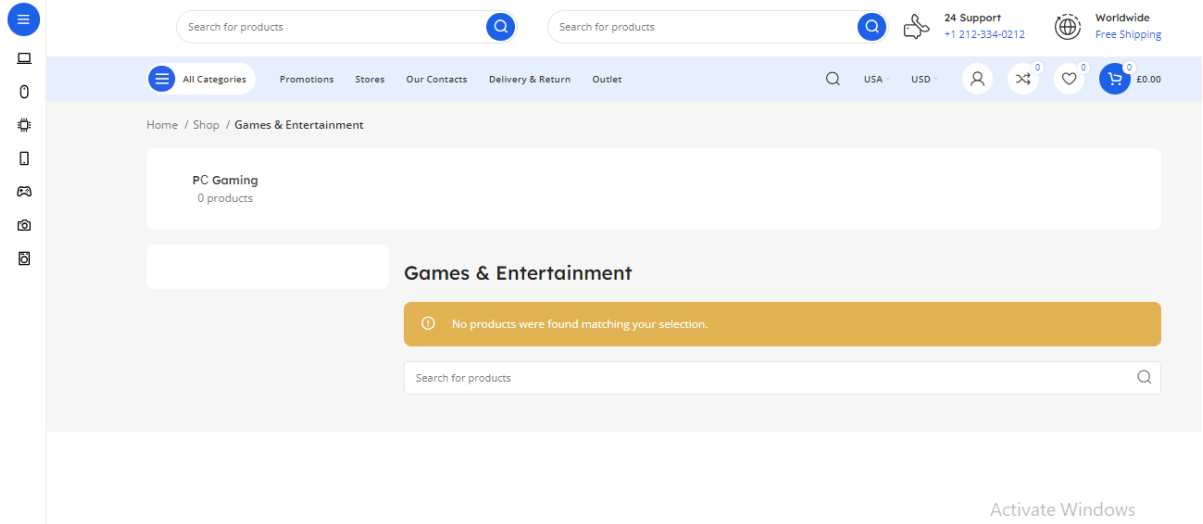 Search for products
Search for products
24 Support
+1 212-334-0212
Worldwide
Free Shipping
All Categories
Promotions
Stores
Our Contacts
Delivery & Return
Outlet
USA
USD
0
0
0
£0.00
Home / Shop / Games & Entertainment
PC Gaming
0 products
Games & Entertainment
No products were found matching your selection.
Search for products
Activate Windows